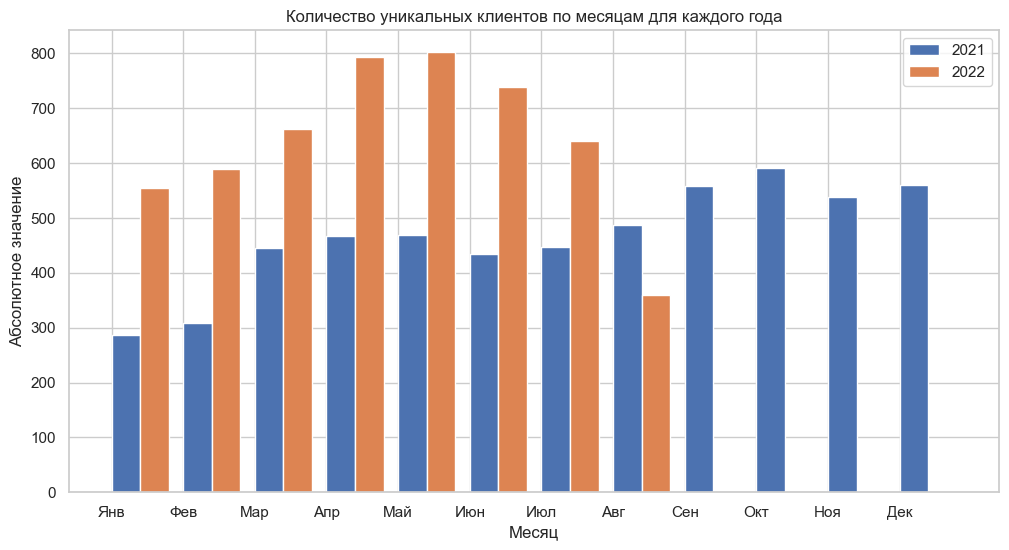 Количество уникальных клиентов по месяцам для каждого года
2021
2022
Абсолютное значение
800
700
600
500
400
300
200
100
0
Янв Фев Мар Апр Май Июн Июл Авг Сен Окт Ноя Дек
Месяц